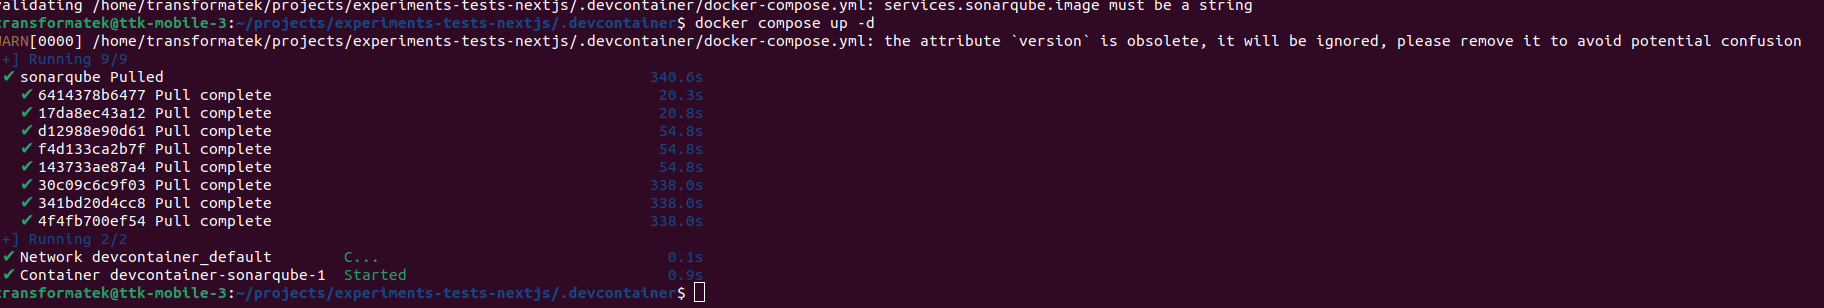 validating /home/transformatek/projects/experiments-tests-nextjs/.devcontainer/docker-compose.yml: services.sonarqube.image must be a string
transformatek@ttk-mobile-3:~/projects/experiments-tests-nextjs/.devcontainer$ docker compose up -d
WARN[0000] /home/transformatek/projects/experiments-tests-nextjs/.devcontainer/docker-compose.yml: the attribute `version` is obsolete, it will be ignored, please remove it to avoid potential confusion
[+] Running 9/9
✔ sonarqube Pulled 340.6s
✔ 6414378b6477 Pull complete 20.3s
✔ 17da8ec43a12 Pull complete 20.8s
✔ d12988e90d61 Pull complete 54.8s
✔ f4d133ca2b7f Pull complete 54.8s
✔ 143733ae87a4 Pull complete 54.8s
✔ 30c09c6c9f03 Pull complete 338.0s
✔ 341bd20d4cc8 Pull complete 338.0s
✔ 4f4fb700ef54 Pull complete 338.0s
[+] Running 2/2
✔ Network devcontainer_default C... 0.1s
✔ Container devcontainer-sonarqube-1 Started 0.9s
transformatek@ttk-mobile-3:~/projects/experiments-tests-nextjs/.devcontainer$